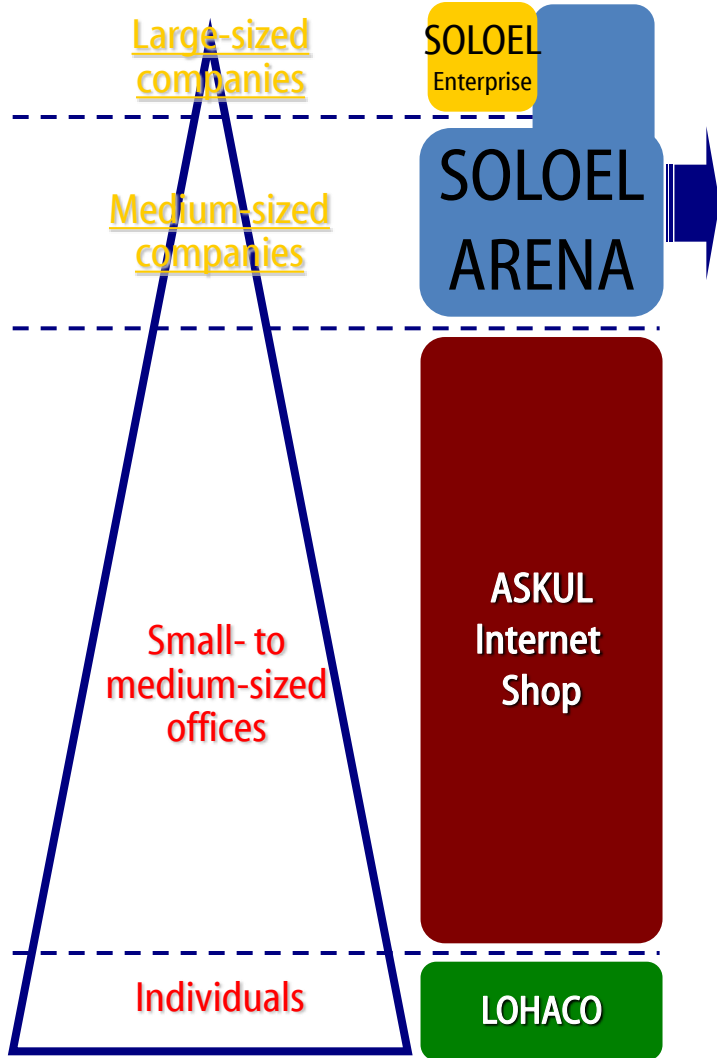 Large-sized
companies
SOLOEL
Enterprise
Medium-sized
companies
SOLOEL
ARENA
Small- to
medium-sized
offices
ASKUL
Internet
Shop
Individuals
LOHACO